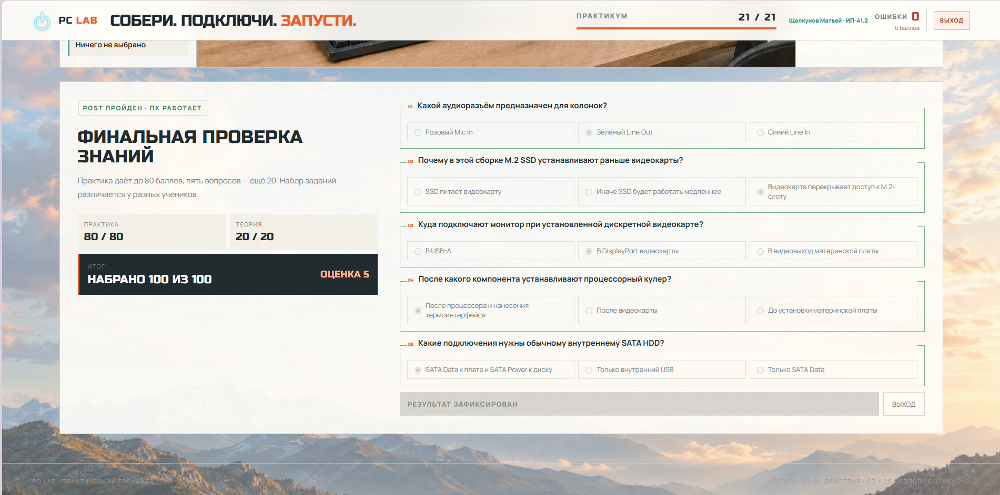 PC LAB
СОБЕРИ. ПОДКЛЮЧИ. ЗАПУСТИ.
ПРАКТИКУМ
21 / 21
Щелкунов Матвей · ИП-41.2
ОШИБКИ 0
0 баллов
ВЫХОД
Ничего не выбрано
POST ПРОЙДЕН · ПК РАБОТАЕТ
ФИНАЛЬНАЯ ПРОВЕРКА
ЗНАНИЙ
Практика даёт до 80 баллов, пять вопросов — ещё 20. Набор заданий
различается у разных учеников.
ПРАКТИКА
80 / 80
ТЕОРИЯ
20 / 20
ИТОГ
НАБРАНО 100 ИЗ 100
ОЦЕНКА 5
01 Какой аудиоразъём предназначен для колонок?
Розовый Mic In
Зелёный Line Out
Синий Line In
02 Почему в этой сборке M.2 SSD устанавливают раньше видеокарты?
SSD питает видеокарту
Иначе SSD будет работать медленнее
Видеокарта перекрывает доступ к M.2-
слоту
03 Куда подключают монитор при установленной дискретной видеокарте?
В USB-A
В DisplayPort видеокарты
В видеовыход материнской платы
04 После какого компонента устанавливают процессорный кулер?
После процессора и нанесения
термоинтерфейса
После видеокарты
До установки материнской платы
05 Какие подключения нужны обычному внутреннему SATA HDD?
SATA Data к плате и SATA Power к диску
Только внутренний USB
Только SATA Data
РЕЗУЛЬТАТ ЗАФИКСИРОВАН
ВЫХОД
PC LAB · ПРАКТИЧЕСКИЙ ТРЕНАЖЁР
4 ЭТАПА · 21–24 ДЕЙСТВИЯ · 80 + 20 БАЛЛОВ · ОЦЕНКА 2–5